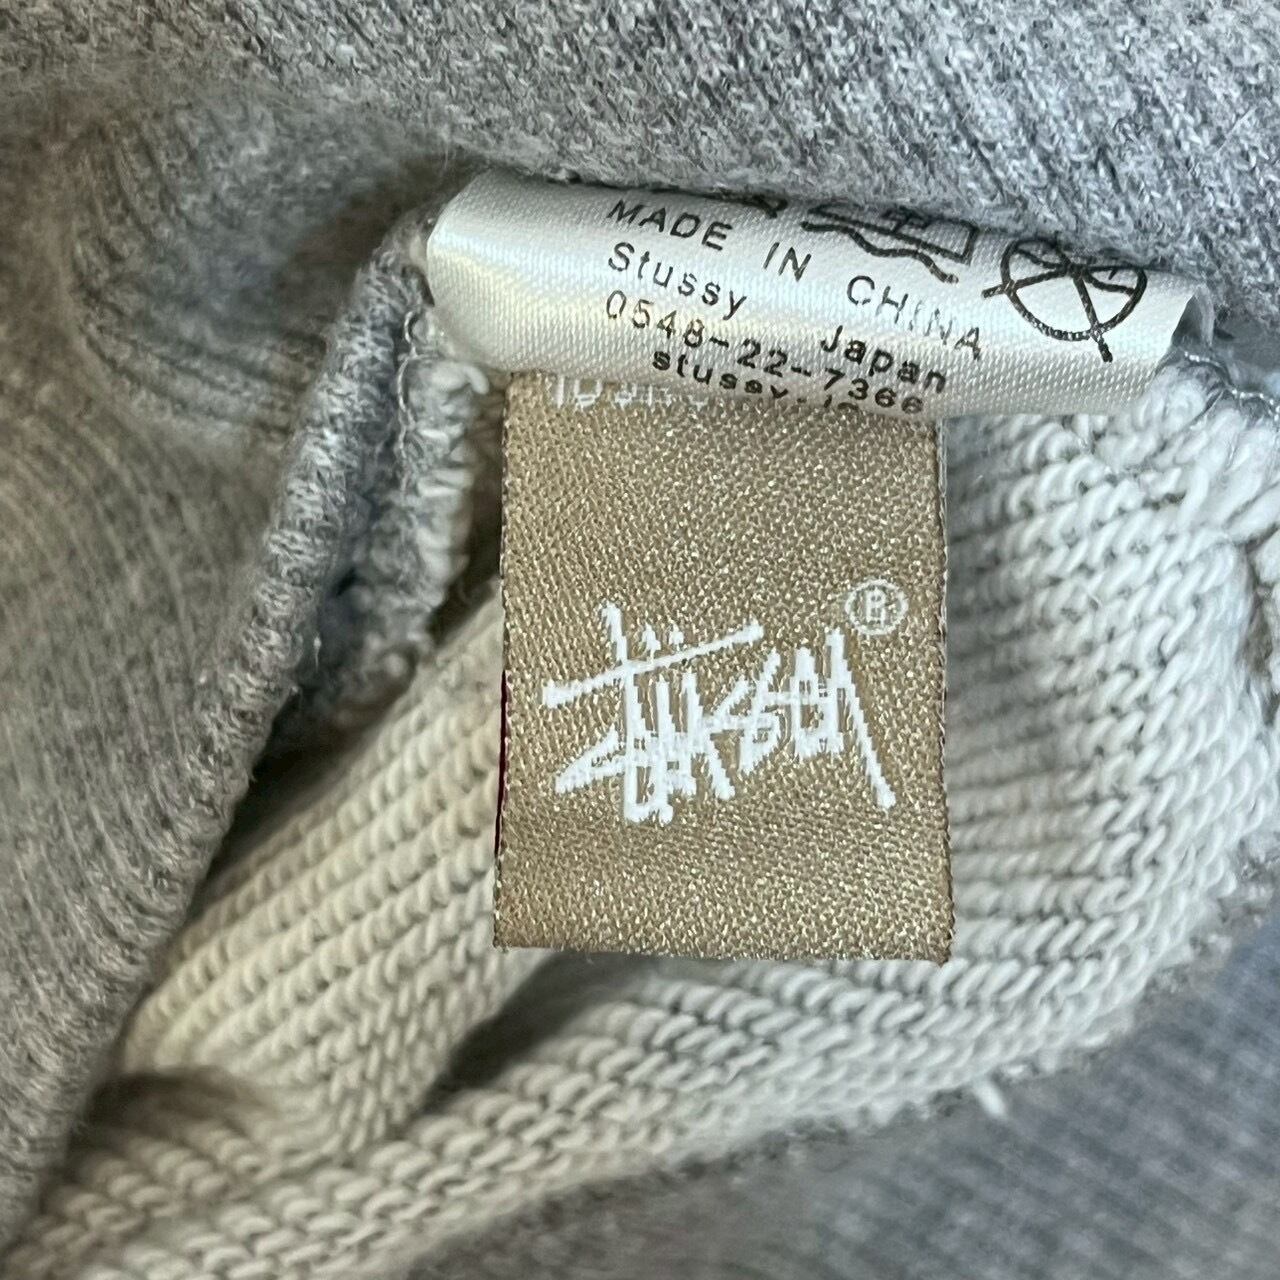 MADE IN CHINA
Stussy Japan
0548-22-7366
Stüssy ®